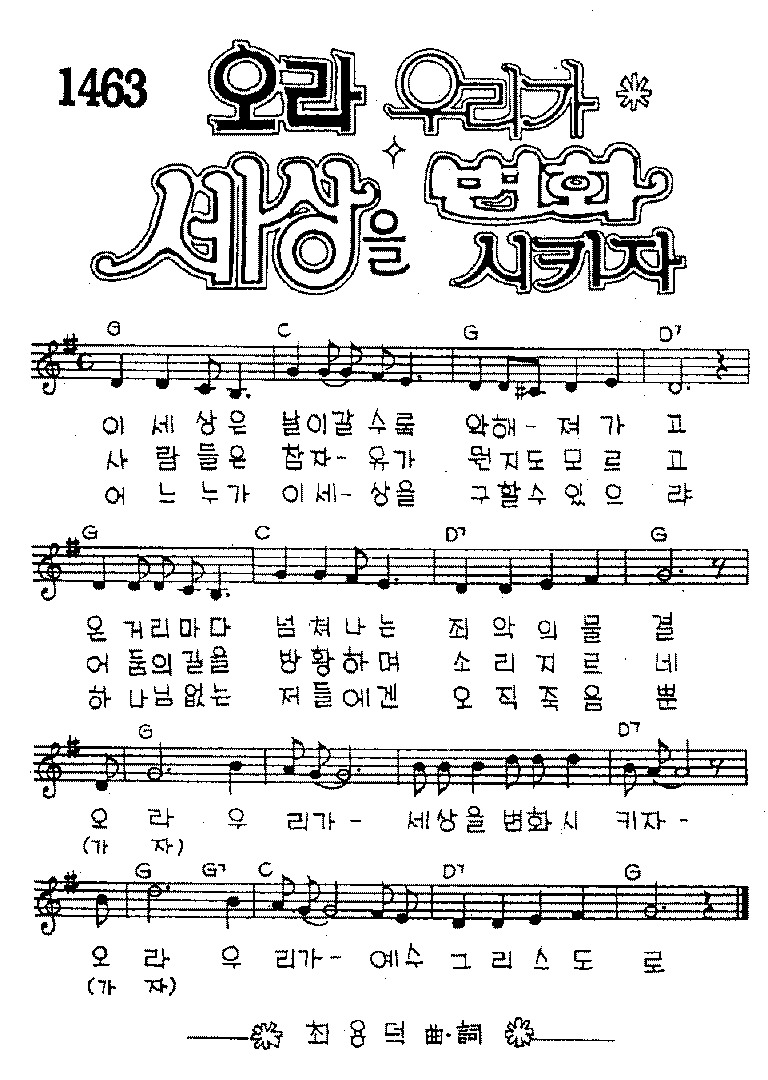 1463 오라 우리가
세상을 변화
시키자
G C G D7
이 세 상 은 날이갈 수 록 악해 - 져 가 고
사 람 들 은 참자 - 유가 뭔지도 모 르 고
어 느 누 가 이세 - 상을 구할수 있 으 랴
G C D7 G
온 거리마다 넘 쳐 나 는 죄 악 의 물 결
어 둠의길을 방 황 하 며 소 리 지 르 네
하 나님없는 저 들 에 겐 오 직 죽 음 뿐
G D7
오 라 우 리가 - 세상을 변화시 키자 -
(가 자)
G G7 C D7 G
오 라 우 리가 - 예수 그 리 스 도 로
(가 자)
최 용 덕 曲·詞